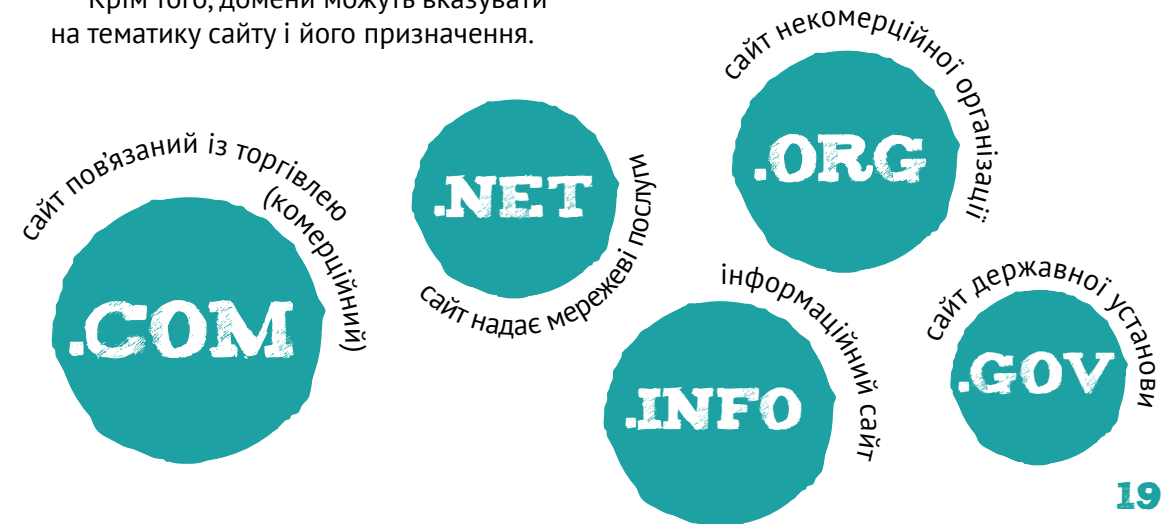 Крім того, домени можуть вказувати
на тематику сайту і його призначення.
сайт пов'язаний із торгівлею
(комерційний)
.COM
.NET
сайт надає мережеві послуги
сайт некомерційної організації
.ORG
інформаційний сайт
.INFO
сайт державної установи
.GOV
19